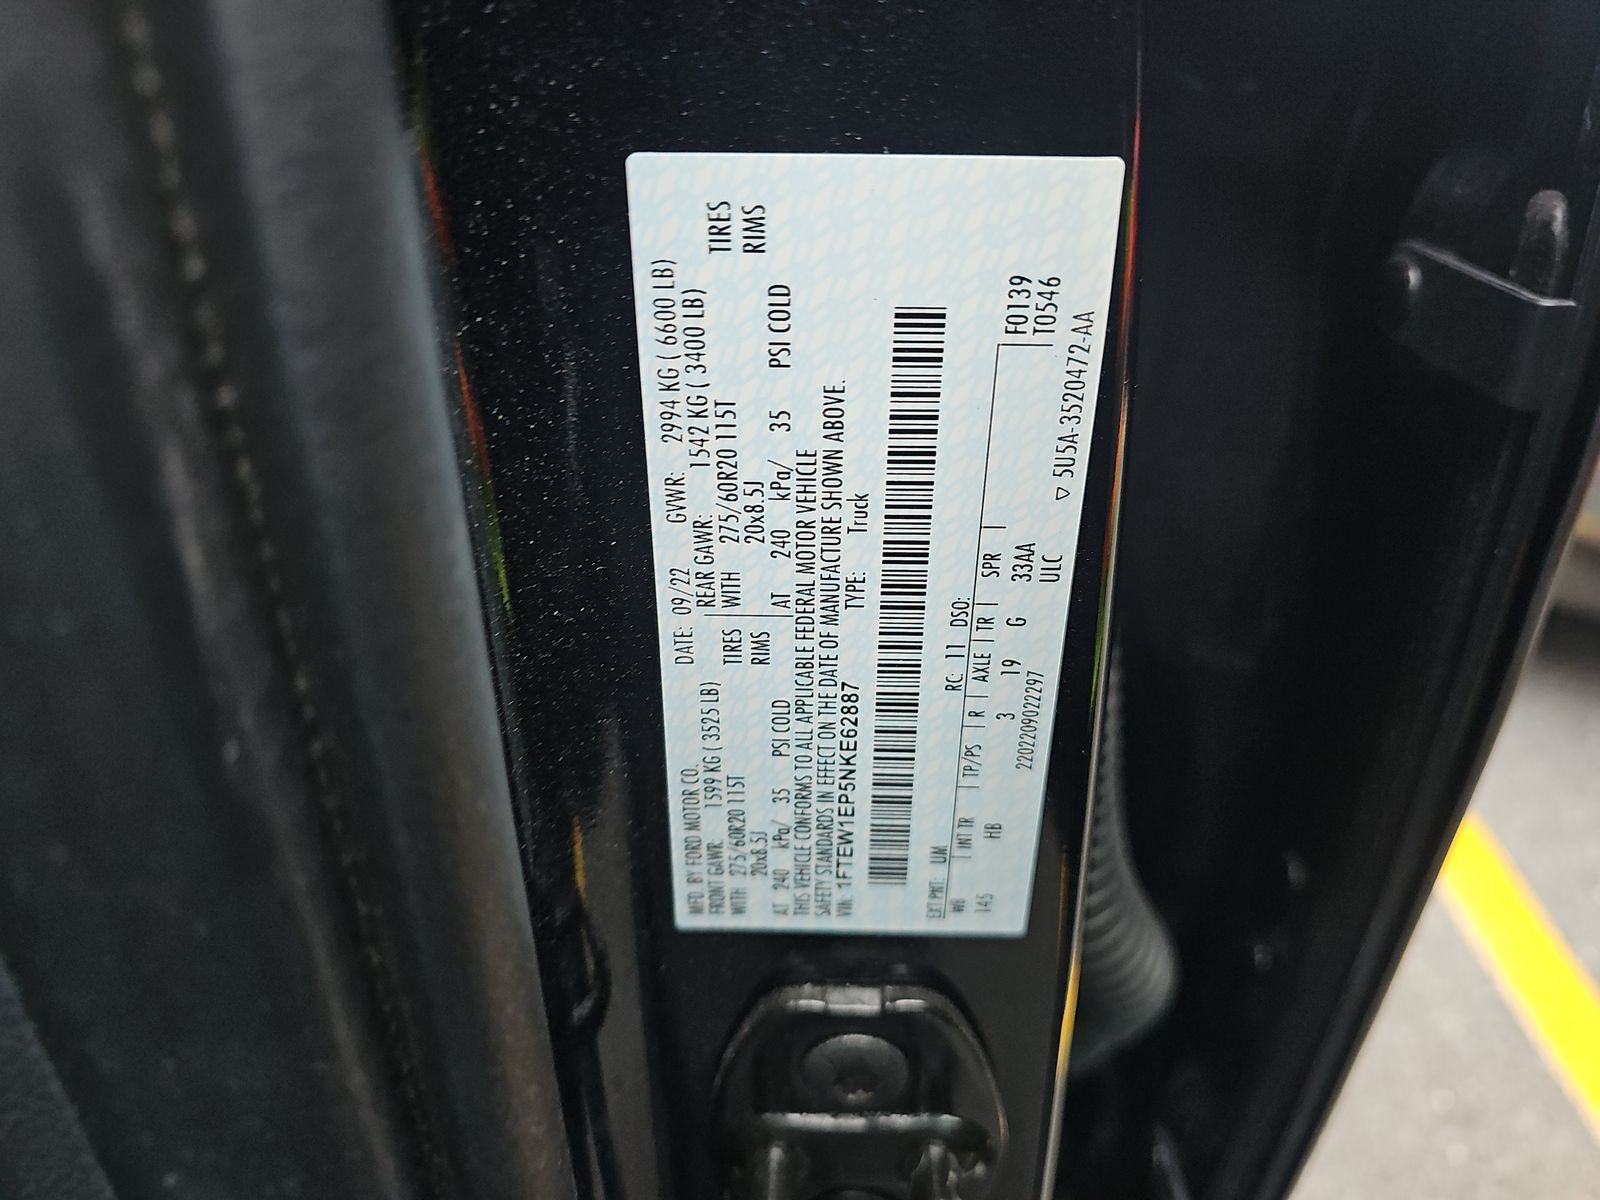 MFD. BY FORD MOTOR CO. DATE: 09/22 GVWR: 2994 KG ( 6600 LB)
FRONT GAWR: 1599 KG ( 3525 LB) REAR GAWR: 1542 KG ( 3400 LB)
WITH 275/60R20 115T TIRES WITH 275/60R20 115T TIRES
20x8.5J RIMS 20x8.5J RIMS
AT 240 kPa/ 35 PSI COLD AT 240 kPa/ 35 PSI COLD
THIS VEHICLE CONFORMS TO ALL APPLICABLE FEDERAL MOTOR VEHICLE
SAFETY STANDARDS IN EFFECT ON THE DATE OF MANUFACTURE SHOWN ABOVE.
VIN: 1FTEW1EP5NKE62887 TYPE: Truck
EXT PNT: UM RC: 11 DSO: F0139
WB INT TR TP/PS R AXLE TR SPR T0546
145 HB 3 19 G 33AA
2202209022297 ULC
▽ 5U5A-3520472-AA